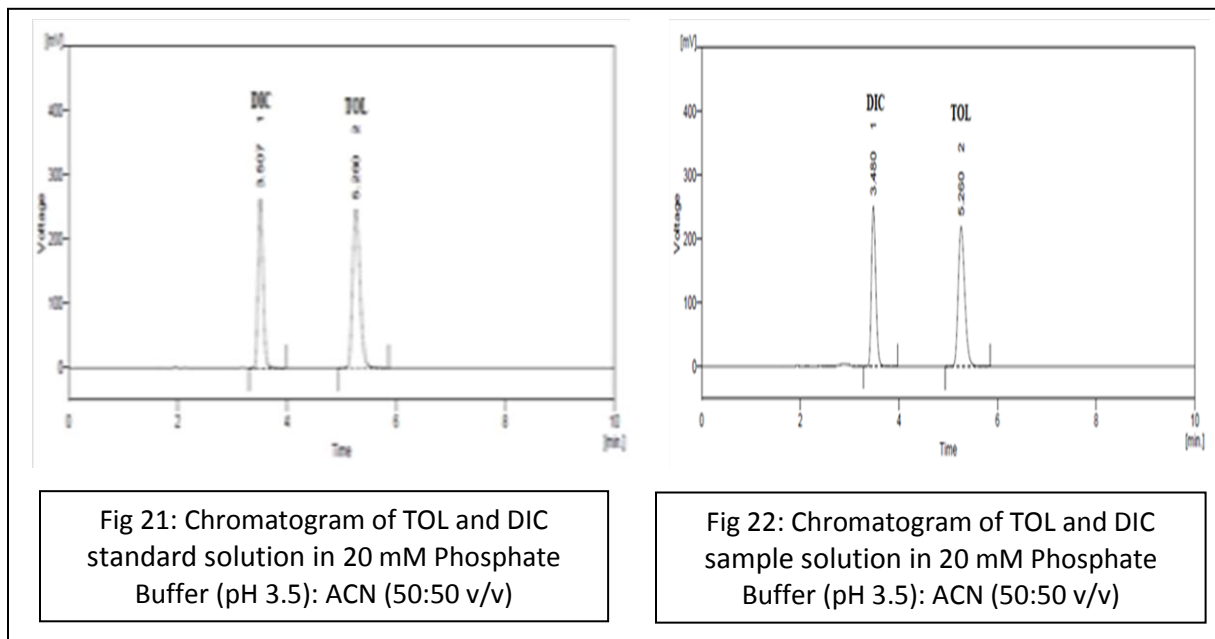 [mV]
400
300
200
100
0
Voltage
DIC
TOL
1
2
3.507
5.260
0
2
4
6
8
10
[min.]
Time
Fig 21: Chromatogram of TOL and DIC
standard solution in 20 mM Phosphate
Buffer (pH 3.5): ACN (50:50 v/v)
[mV]
400
300
200
100
0
Voltage
DIC
TOL
1
2
3.480
5.260
0
2
4
6
8
10
[min.]
Time
Fig 22: Chromatogram of TOL and DIC
sample solution in 20 mM Phosphate
Buffer (pH 3.5): ACN (50:50 v/v)